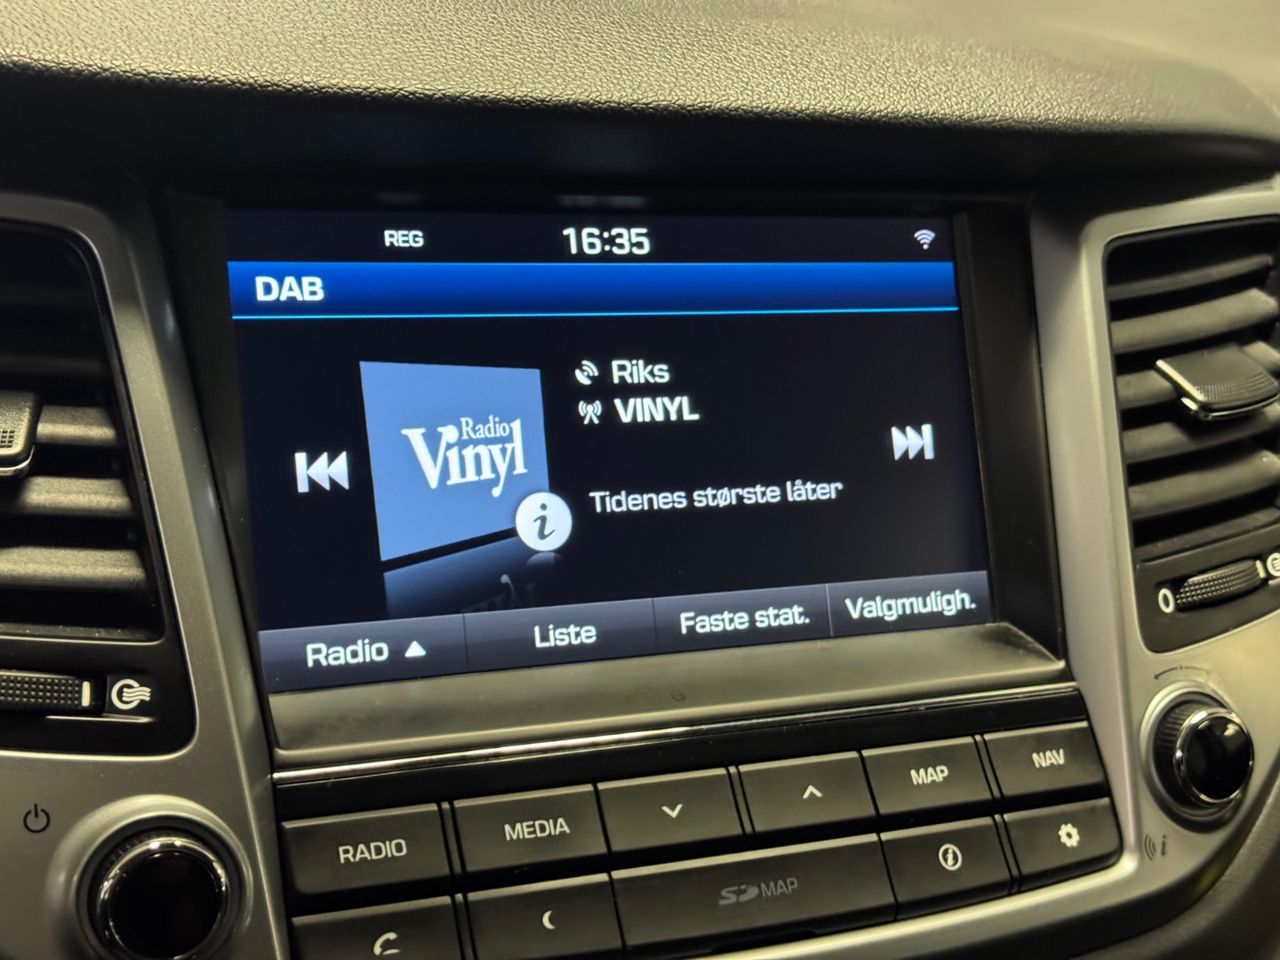 REG
16:35
DAB
Riks
VINYL
Radio
Vinyl
i
Tidenes største låter
Radio
Liste
Faste stat.
Valgmuligh.
0
RADIO
MEDIA
MAP
NAV
SD MAP
i
i